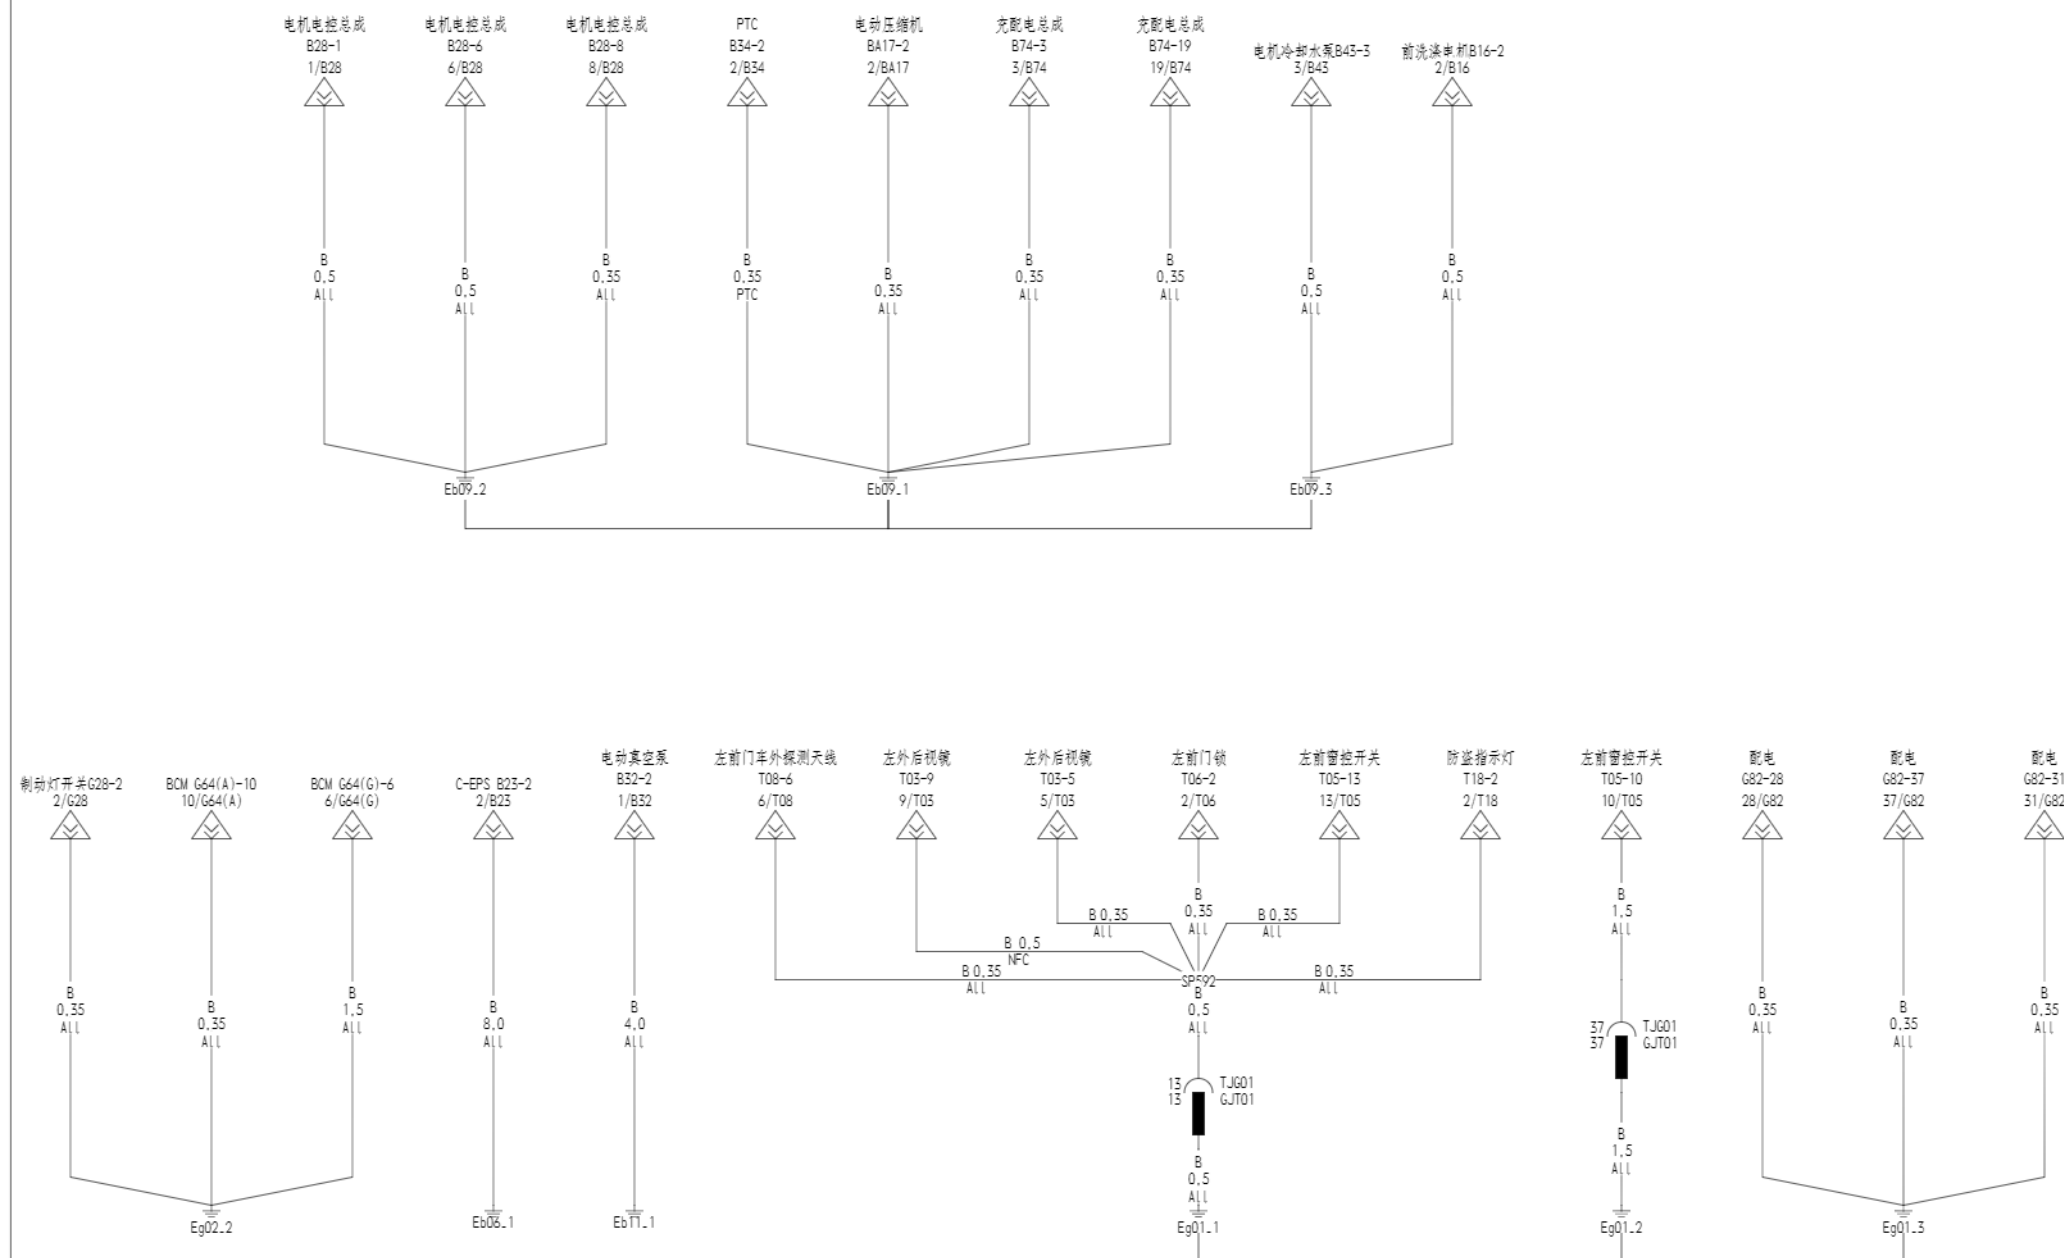 电机电控总成
B28-1
1/B28
电机电控总成
B28-6
6/B28
电机电控总成
B28-8
8/B28
PTC
B34-2
2/B34
电动压缩机
BA17-2
2/BA17
充配电总成
B74-3
3/B74
充配电总成
B74-19
19/B74
电机冷却水泵B43-3
3/B43
前洗涤电机B16-2
2/B16
B
0,5
All
B
0,5
All
B
0,35
All
B
0,35
PTC
B
0,35
All
B
0,35
All
B
0,35
All
B
0,5
All
B
0,5
All
Eb09_2
Eb09_1
Eb09_3
制动灯开关G28-2
2/G28
BCM G64(A)-10
10/G64(A)
BCM G64(G)-6
6/G64(G)
C-EPS B23-2
2/B23
电动真空泵
B32-2
1/B32
左前门车外探测天线
T08-6
6/T08
左外后视镜
T03-9
9/T03
左外后视镜
T03-5
5/T03
左前门锁
T06-2
2/T06
左前窗控开关
T05-13
13/T05
防盗指示灯
T18-2
2/T18
左前窗控开关
T05-10
10/T05
配电
G82-28
28/G82
配电
G82-37
37/G82
配电
G82-31
31/G82
B 0,35
All
B
0,35
All
B 0,35
All
B 0,5
NFC
B 0,35
All
SP592
B 0,35
All
B
1,5
All
B
0,35
All
B
0,35
All
B
1,5
All
B
8,0
All
B
4,0
All
B
0,5
All
37
37
TJG01
GJT01
B
0,35
All
B
0,35
All
B
0,35
All
13
13
TJG01
GJT01
B
0,5
All
B
1,5
All
Eg02_2
Eb06_1
Eb11_1
Eg01_1
Eg01_2
Eg01_3